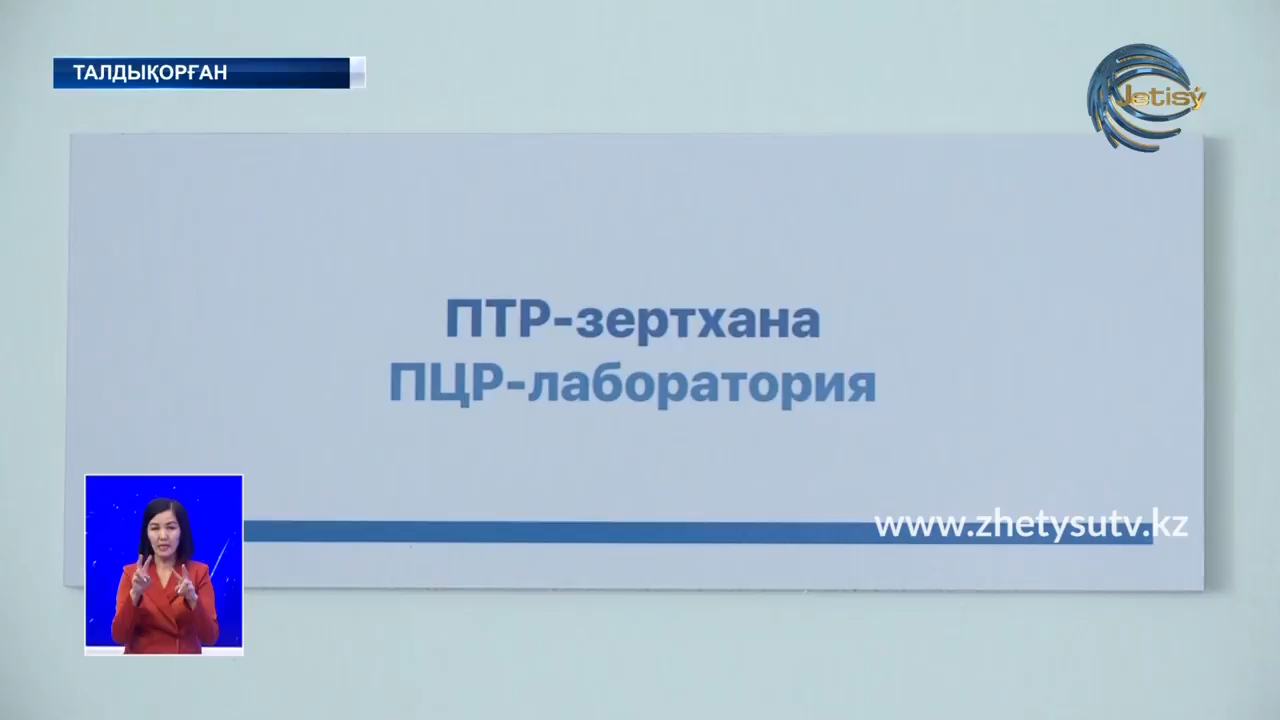 ТАЛДЫҚОРҒАН
Jetisý
ПТР-зертхана
ПЦР-лаборатория
www.zhetysutv.kz